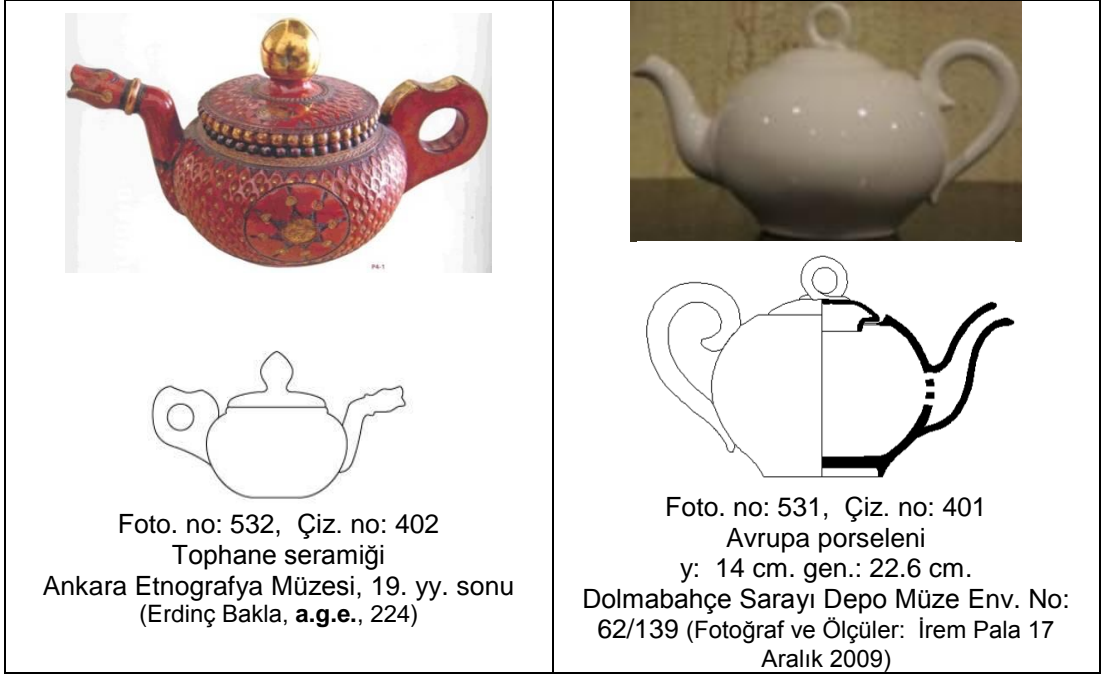 P4-1
Foto. no: 532,  Çiz. no: 402
Tophane seramiği
Ankara Etnografya Müzesi, 19. yy. sonu
(Erdinç Bakla, a.g.e., 224)
Foto. no: 531,  Çiz. no: 401
Avrupa porseleni
y:  14 cm. gen.: 22.6 cm.
Dolmabahçe Sarayı Depo Müze Env. No:
62/139 (Fotoğraf ve Ölçüler:  İrem Pala 17
Aralık 2009)